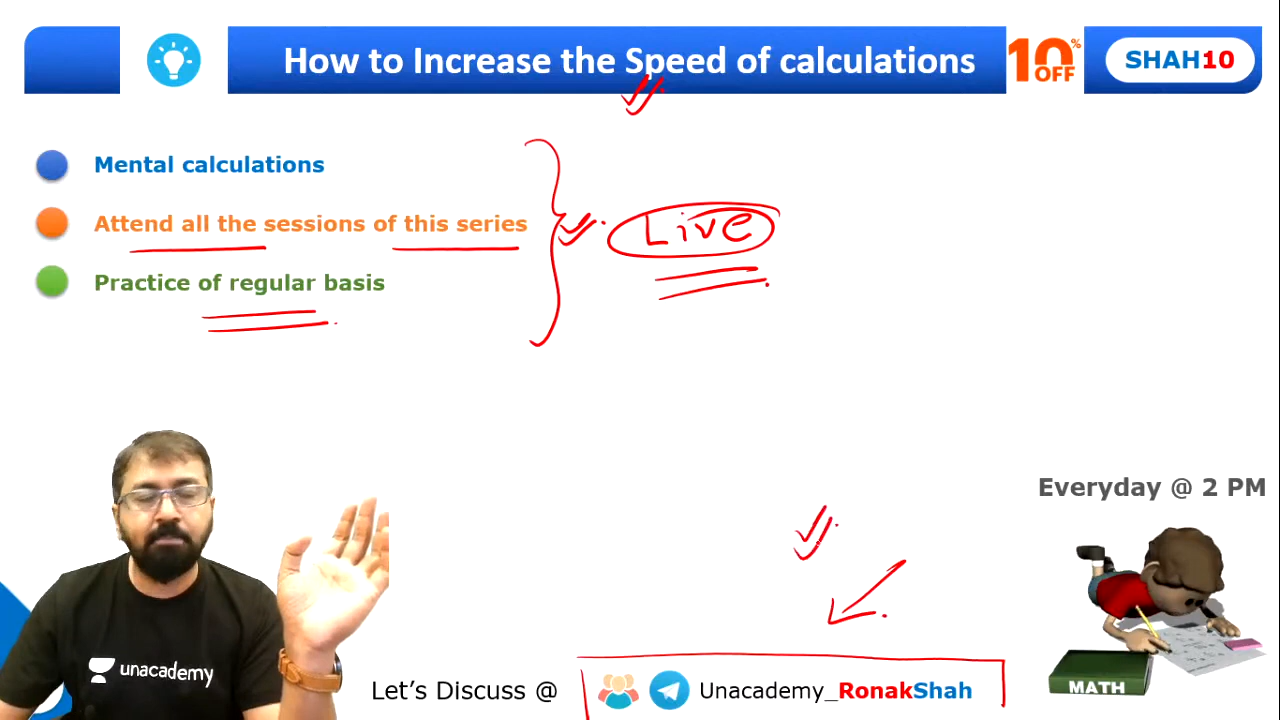 How to Increase the Speed of calculations
10% OFF
SHAH10
Mental calculations
Attend all the sessions of this series
Practice of regular basis
Live
Everyday @ 2 PM
unacademy
MATH
Let’s Discuss @
Unacademy_RonakShah